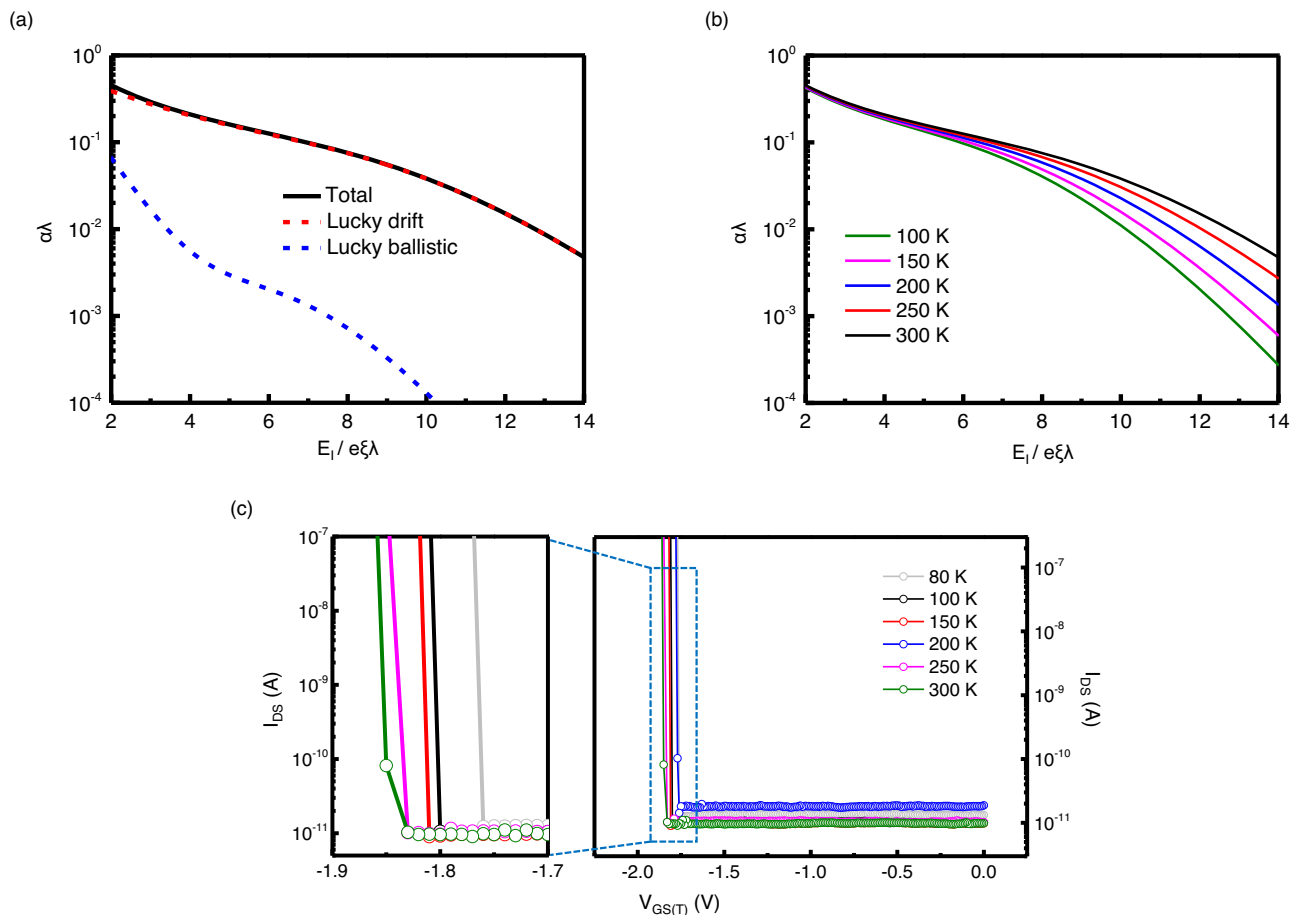 (a)
10⁰
10⁻¹
10⁻²
10⁻³
10⁻⁴
αλ
Total
Lucky drift
Lucky ballistic
2 4 6 8 10 12 14
E_I / eξλ
(b)
10⁰
10⁻¹
10⁻²
10⁻³
10⁻⁴
αλ
100 K
150 K
200 K
250 K
300 K
2 4 6 8 10 12 14
E_I / eξλ
(c)
10⁻⁷
10⁻⁸
10⁻⁹
10⁻¹⁰
10⁻¹¹
I_DS (A)
-1.9 -1.8 -1.7
80 K
100 K
150 K
200 K
250 K
300 K
10⁻⁷
10⁻⁸
10⁻⁹
10⁻¹⁰
10⁻¹¹
I_DS (A)
-2.0 -1.5 -1.0 -0.5 0.0
V_GS(T) (V)